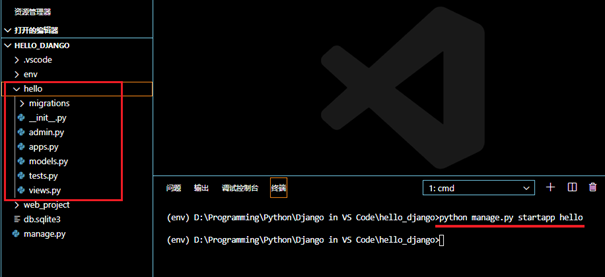 资源管理器
打开的编辑器
HELLO_DJANGO
.vscode
env
hello
migrations
__init__.py
admin.py
apps.py
models.py
tests.py
views.py
web_project
db.sqlite3
manage.py
问题 输出 调试控制台 终端 1: cmd
(env) D:\Programming\Python\Django in VS Code\hello_django>python manage.py startapp hello
(env) D:\Programming\Python\Django in VS Code\hello_django>